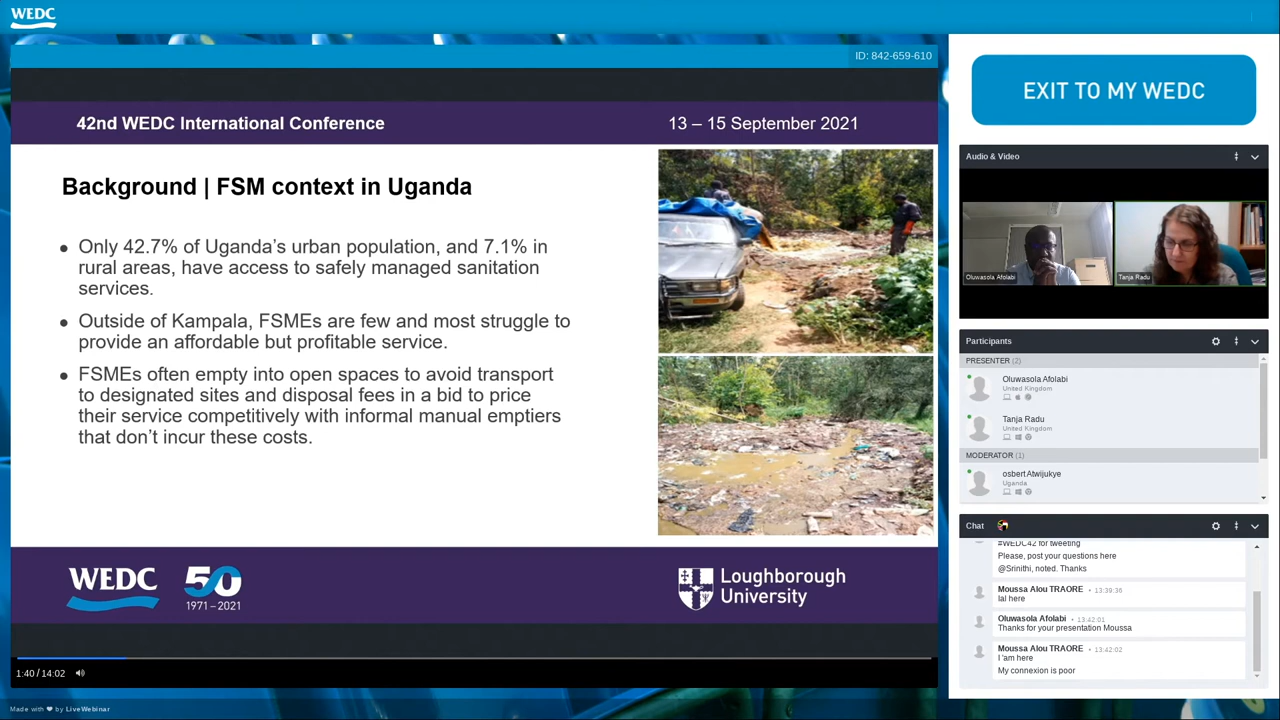 WEDC
ID: 842-659-610
42nd WEDC International Conference
13 – 15 September 2021
Background | FSM context in Uganda
● Only 42.7% of Uganda's urban population, and 7.1% in
rural areas, have access to safely managed sanitation
services.
● Outside of Kampala, FSMEs are few and most struggle to
provide an affordable but profitable service.
● FSMEs often empty into open spaces to avoid transport
to designated sites and disposal fees in a bid to price
their service competitively with informal manual emptiers
that don't incur these costs.
WEDC
50
1971 – 2021
Loughborough
University
1:40 / 14:02
Made with ❤ by LiveWebinar
EXIT TO MY WEDC
Audio & Video
Oluwasola Afolabi
Tanja Radu
Participants
PRESENTER (2)
Oluwasola Afolabi
United Kingdom
Tanja Radu
United Kingdom
MODERATOR (1)
osbert Atwijukye
Uganda
Chat
#WEDC42 for tweeting
Please, post your questions here
@Srinithi, noted. Thanks
Moussa Alou TRAORE • 13:39:36
Ial here
Oluwasola Afolabi • 13:42:01
Thanks for your presentation Moussa
Moussa Alou TRAORE • 13:42:02
I 'am here
My connexion is poor